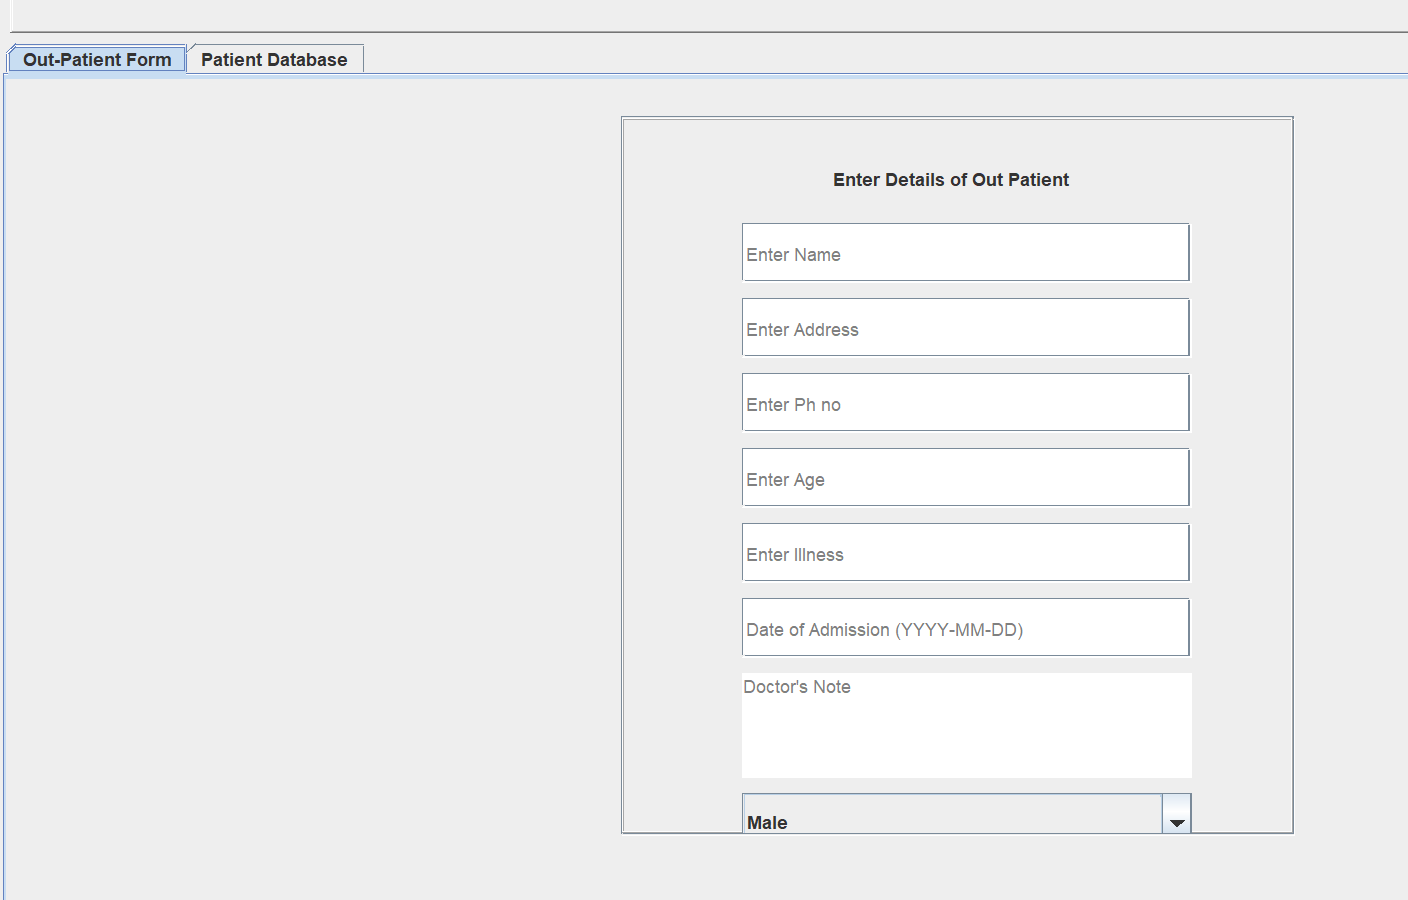 Out-Patient Form
Patient Database
Enter Details of Out Patient
Enter Name
Enter Address
Enter Ph no
Enter Age
Enter Illness
Date of Admission (YYYY-MM-DD)
Doctor's Note
Male